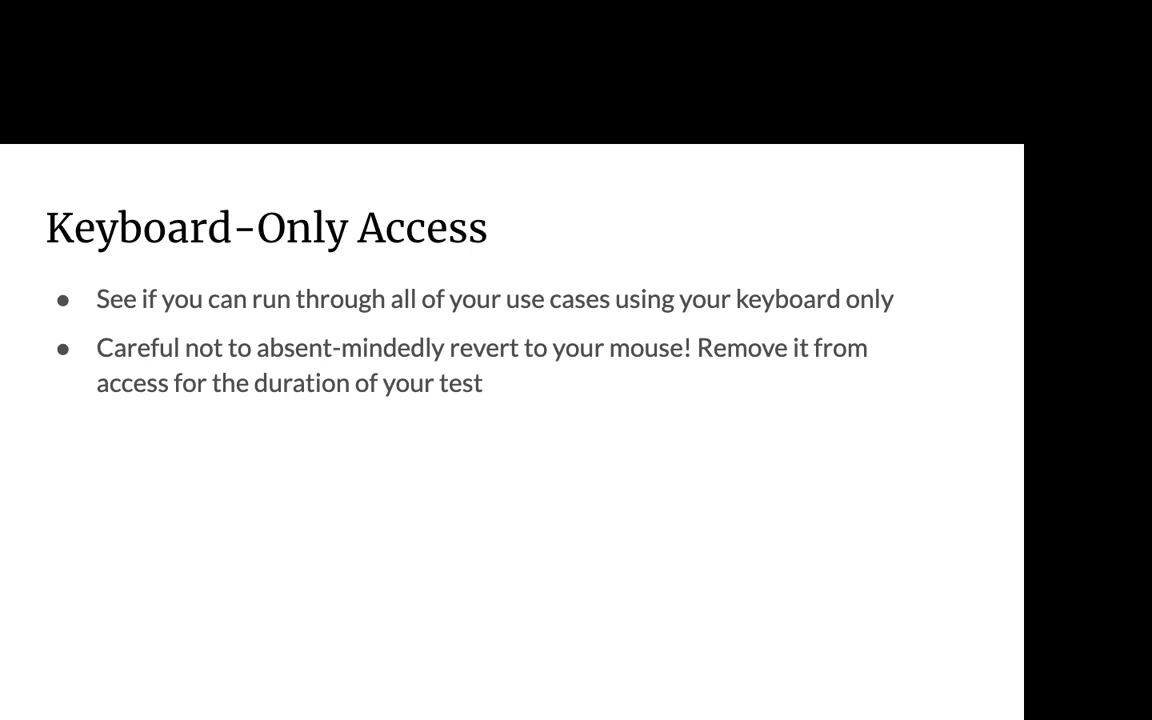 Keyboard-Only Access
● See if you can run through all of your use cases using your keyboard only
● Careful not to absent-mindedly revert to your mouse! Remove it from
access for the duration of your test